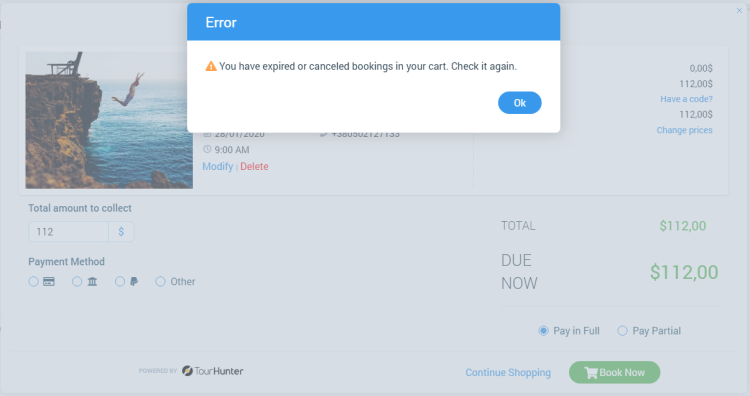 Error
You have expired or canceled bookings in your cart. Check it again.
Ok
28/01/2020
+380502127133
9:00 AM
Modify | Delete
0,00$
112,00$
Have a code?
112,00$
Change prices
Total amount to collect
112 $
Payment Method
Other
TOTAL $112,00
DUE NOW $112,00
Pay in Full Pay Partial
POWERED BY TourHunter
Continue Shopping Book Now